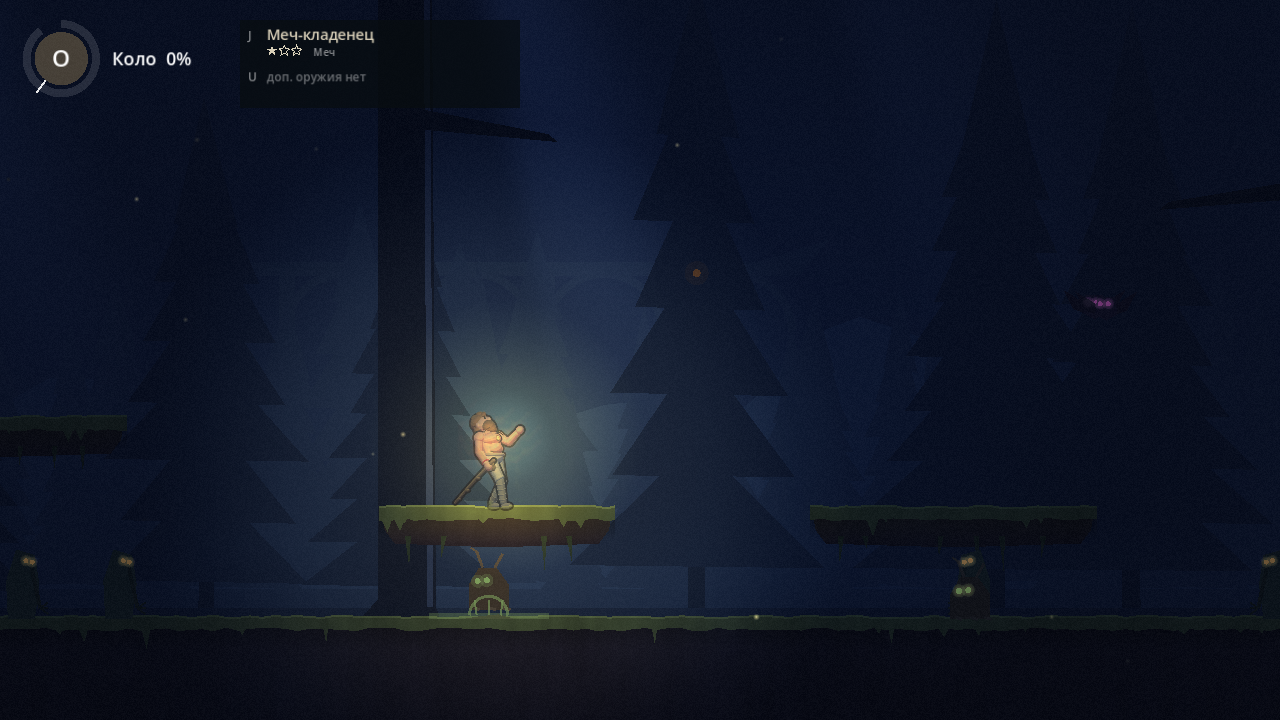 О
Коло 0%
J Меч-кладенец
Меч
U доп. оружия нет